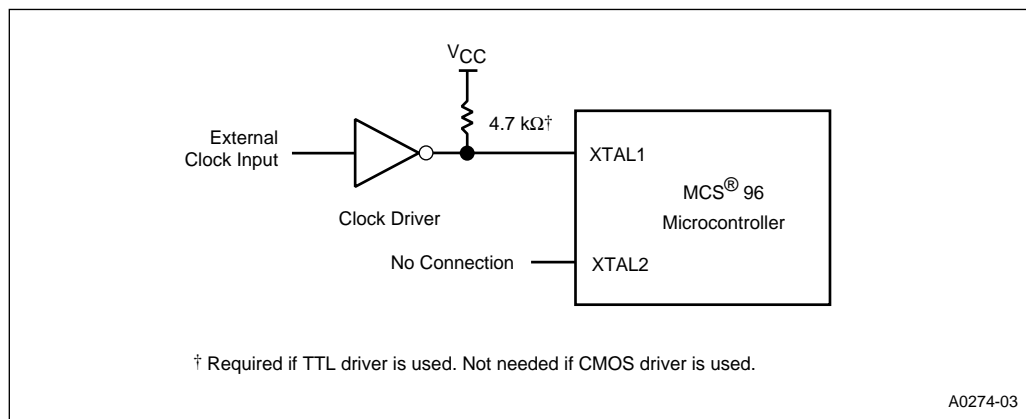 VCC
4.7 kΩ†
External
Clock Input
XTAL1
MCS® 96
Microcontroller
Clock Driver
No Connection
XTAL2
† Required if TTL driver is used. Not needed if CMOS driver is used.
A0274-03